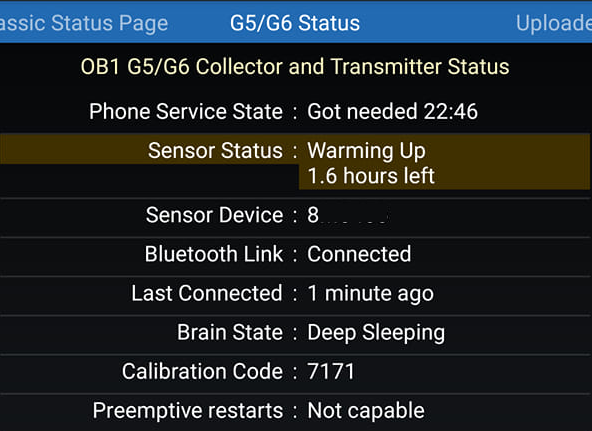 assic Status Page G5/G6 Status Uploade
OB1 G5/G6 Collector and Transmitter Status
Phone Service State : Got needed 22:46
Sensor Status : Warming Up
1.6 hours left
Sensor Device : 8
Bluetooth Link : Connected
Last Connected : 1 minute ago
Brain State : Deep Sleeping
Calibration Code : 7171
Preemptive restarts : Not capable